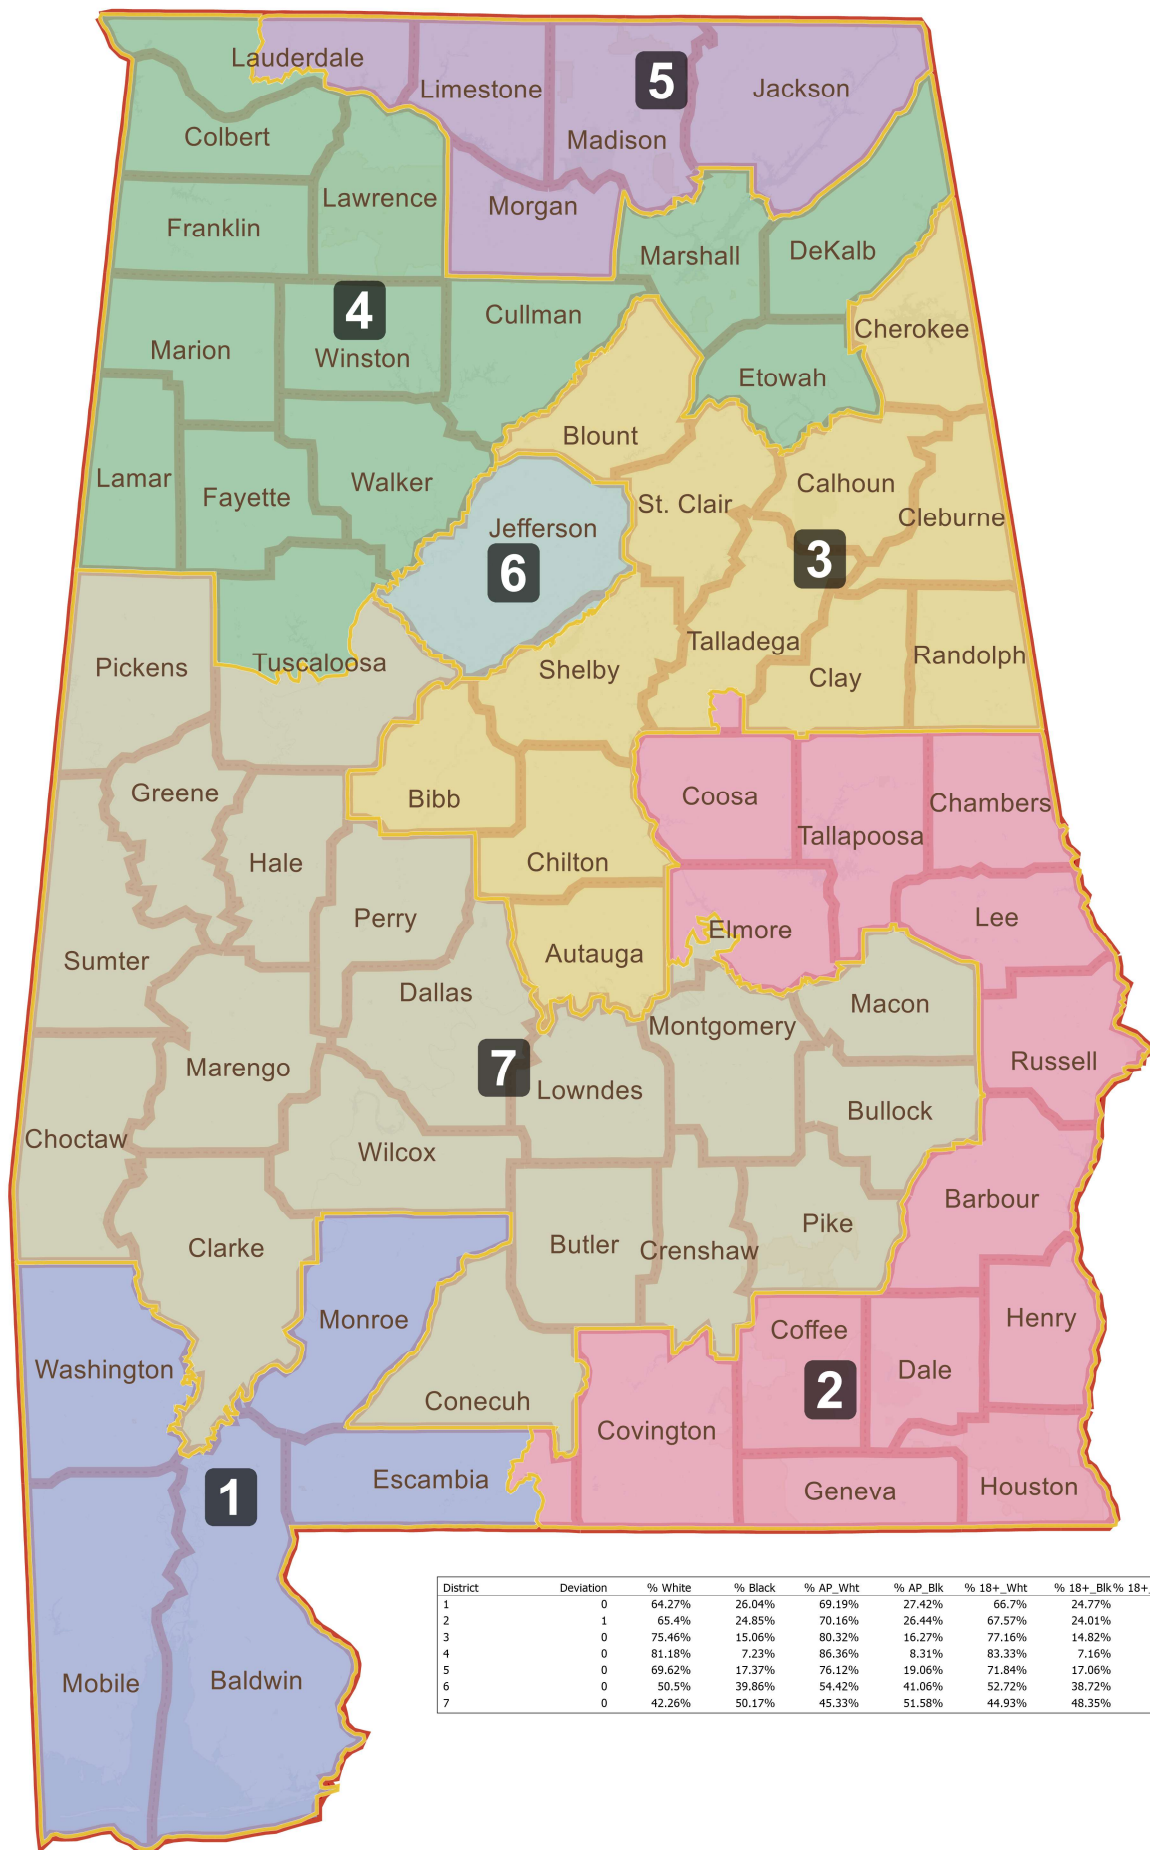 Lauderdale
Limestone
5
Jackson
Madison
Colbert
Lawrence
Morgan
Franklin
Marshall
DeKalb
4
Cullman
Cherokee
Marion
Winston
Etowah
Blount
Lamar
Fayette
Walker
St. Clair
Calhoun
Cleburne
Jefferson
6
3
Pickens
Tuscaloosa
Shelby
Talladega
Clay
Randolph
Greene
Bibb
Coosa
Tallapoosa
Chambers
Hale
Chilton
Perry
Elmore
Lee
Sumter
Autauga
Dallas
Macon
Montgomery
Marengo
7
Lowndes
Russell
Bullock
Choctaw
Wilcox
Barbour
Clarke
Butler
Crenshaw
Pike
Monroe
Coffee
Henry
Washington
Conecuh
2
Dale
Covington
1
Escambia
Geneva
Houston
Mobile
Baldwin
District Deviation % White % Black % AP_Wht % AP_Blk % 18+_Wht % 18+_Blk % 18+_
1 0 64.27% 26.04% 69.19% 27.42% 66.7% 24.77%
2 1 65.4% 24.85% 70.16% 26.44% 67.57% 24.01%
3 0 75.46% 15.06% 80.32% 16.27% 77.16% 14.82%
4 0 81.18% 7.23% 86.36% 8.31% 83.33% 7.16%
5 0 69.62% 17.37% 76.12% 19.06% 71.84% 17.06%
6 0 50.5% 39.86% 54.42% 41.06% 52.72% 38.72%
7 0 42.26% 50.17% 45.33% 51.58% 44.93% 48.35%